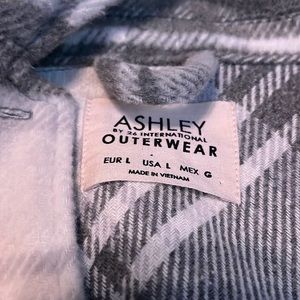 ASHLEY
BY 26 INTERNATIONAL
OUTERWEAR
EUR L USA L MEX G
MADE IN VIETNAM